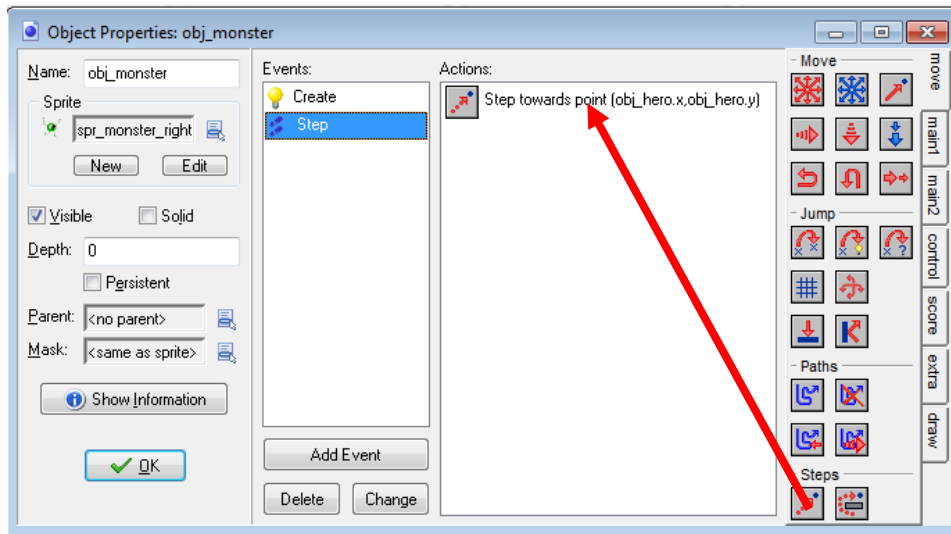 Object Properties: obj_monster
Name: obj_monster
Sprite
spr_monster_right
New Edit
Visible Solid
Depth: 0
Persistent
Parent: <no parent>
Mask: <same as sprite>
Show Information
OK
Events:
Create
Step
Add Event
Delete Change
Actions:
Step towards point (obj_hero.x,obj_hero.y)
Move
Jump
?
Paths
Steps
move
main1
main2
control
score
extra
draw